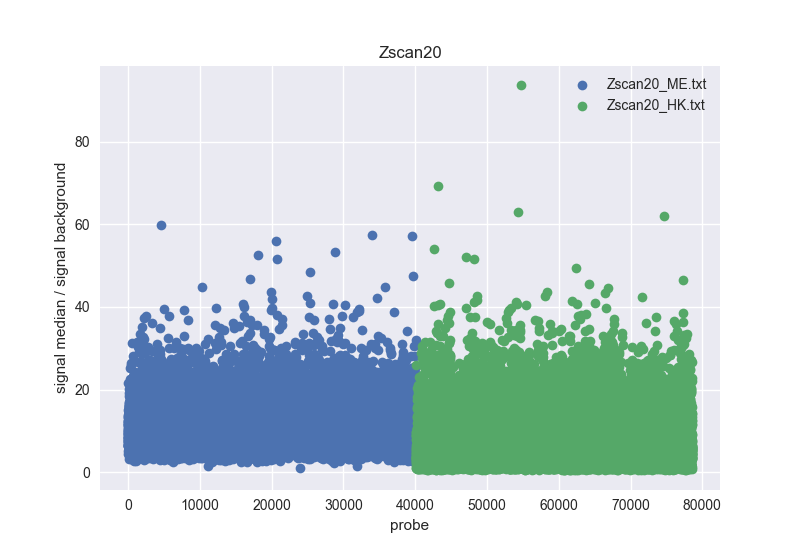 Zscan20
Zscan20_ME.txt
Zscan20_HK.txt
signal median / signal background
80
60
40
20
0
0 10000 20000 30000 40000 50000 60000 70000 80000
probe